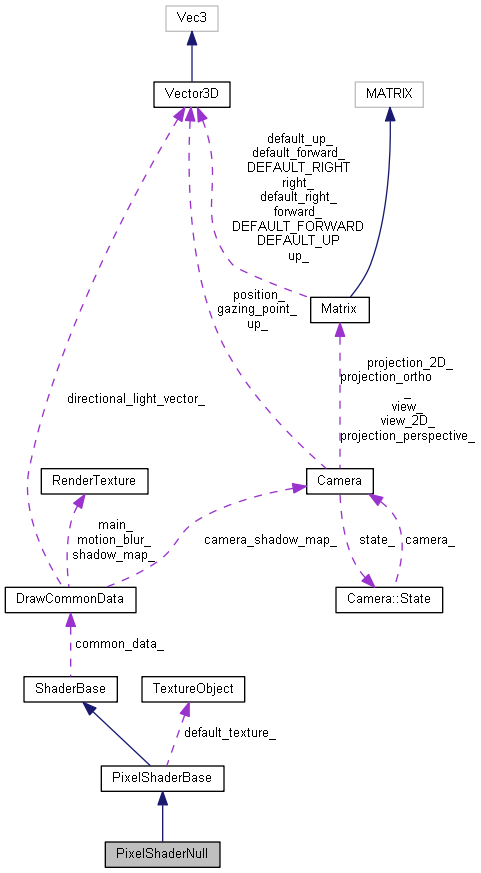 Vec3
Vector3D
MATRIX
default_up_
default_forward_
DEFAULT_RIGHT
right_
default_right_
forward_
DEFAULT_FORWARD
DEFAULT_UP
up_
position_
gazing_point_
up_
Matrix
projection_2D_
projection_ortho
_
view_
view_2D_
projection_perspective_
directional_light_vector_
RenderTexture
Camera
main_
motion_blur_
shadow_map_
camera_shadow_map_
state_
camera_
DrawCommonData
Camera::State
common_data_
ShaderBase
TextureObject
default_texture_
PixelShaderBase
PixelShaderNull